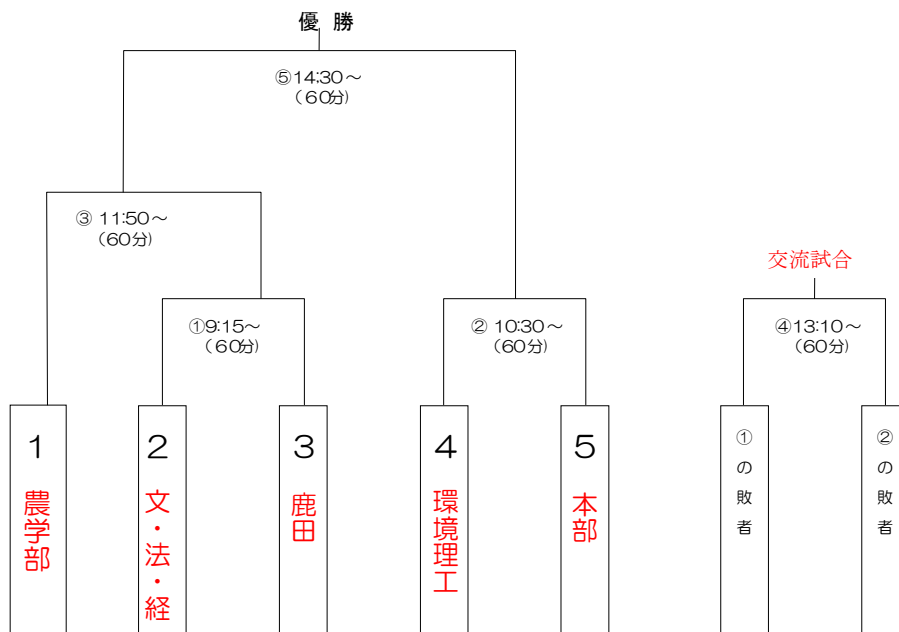 優 勝
⑤14:30～
（60分）
③ 11:50～
（60分）
交流試合
①9:15～
（60分）
② 10:30～
（60分）
④13:10～
（60分）
1
農学部
2
文・法・経
3
鹿田
4
環境理工
5
本部
①の敗者
②の敗者